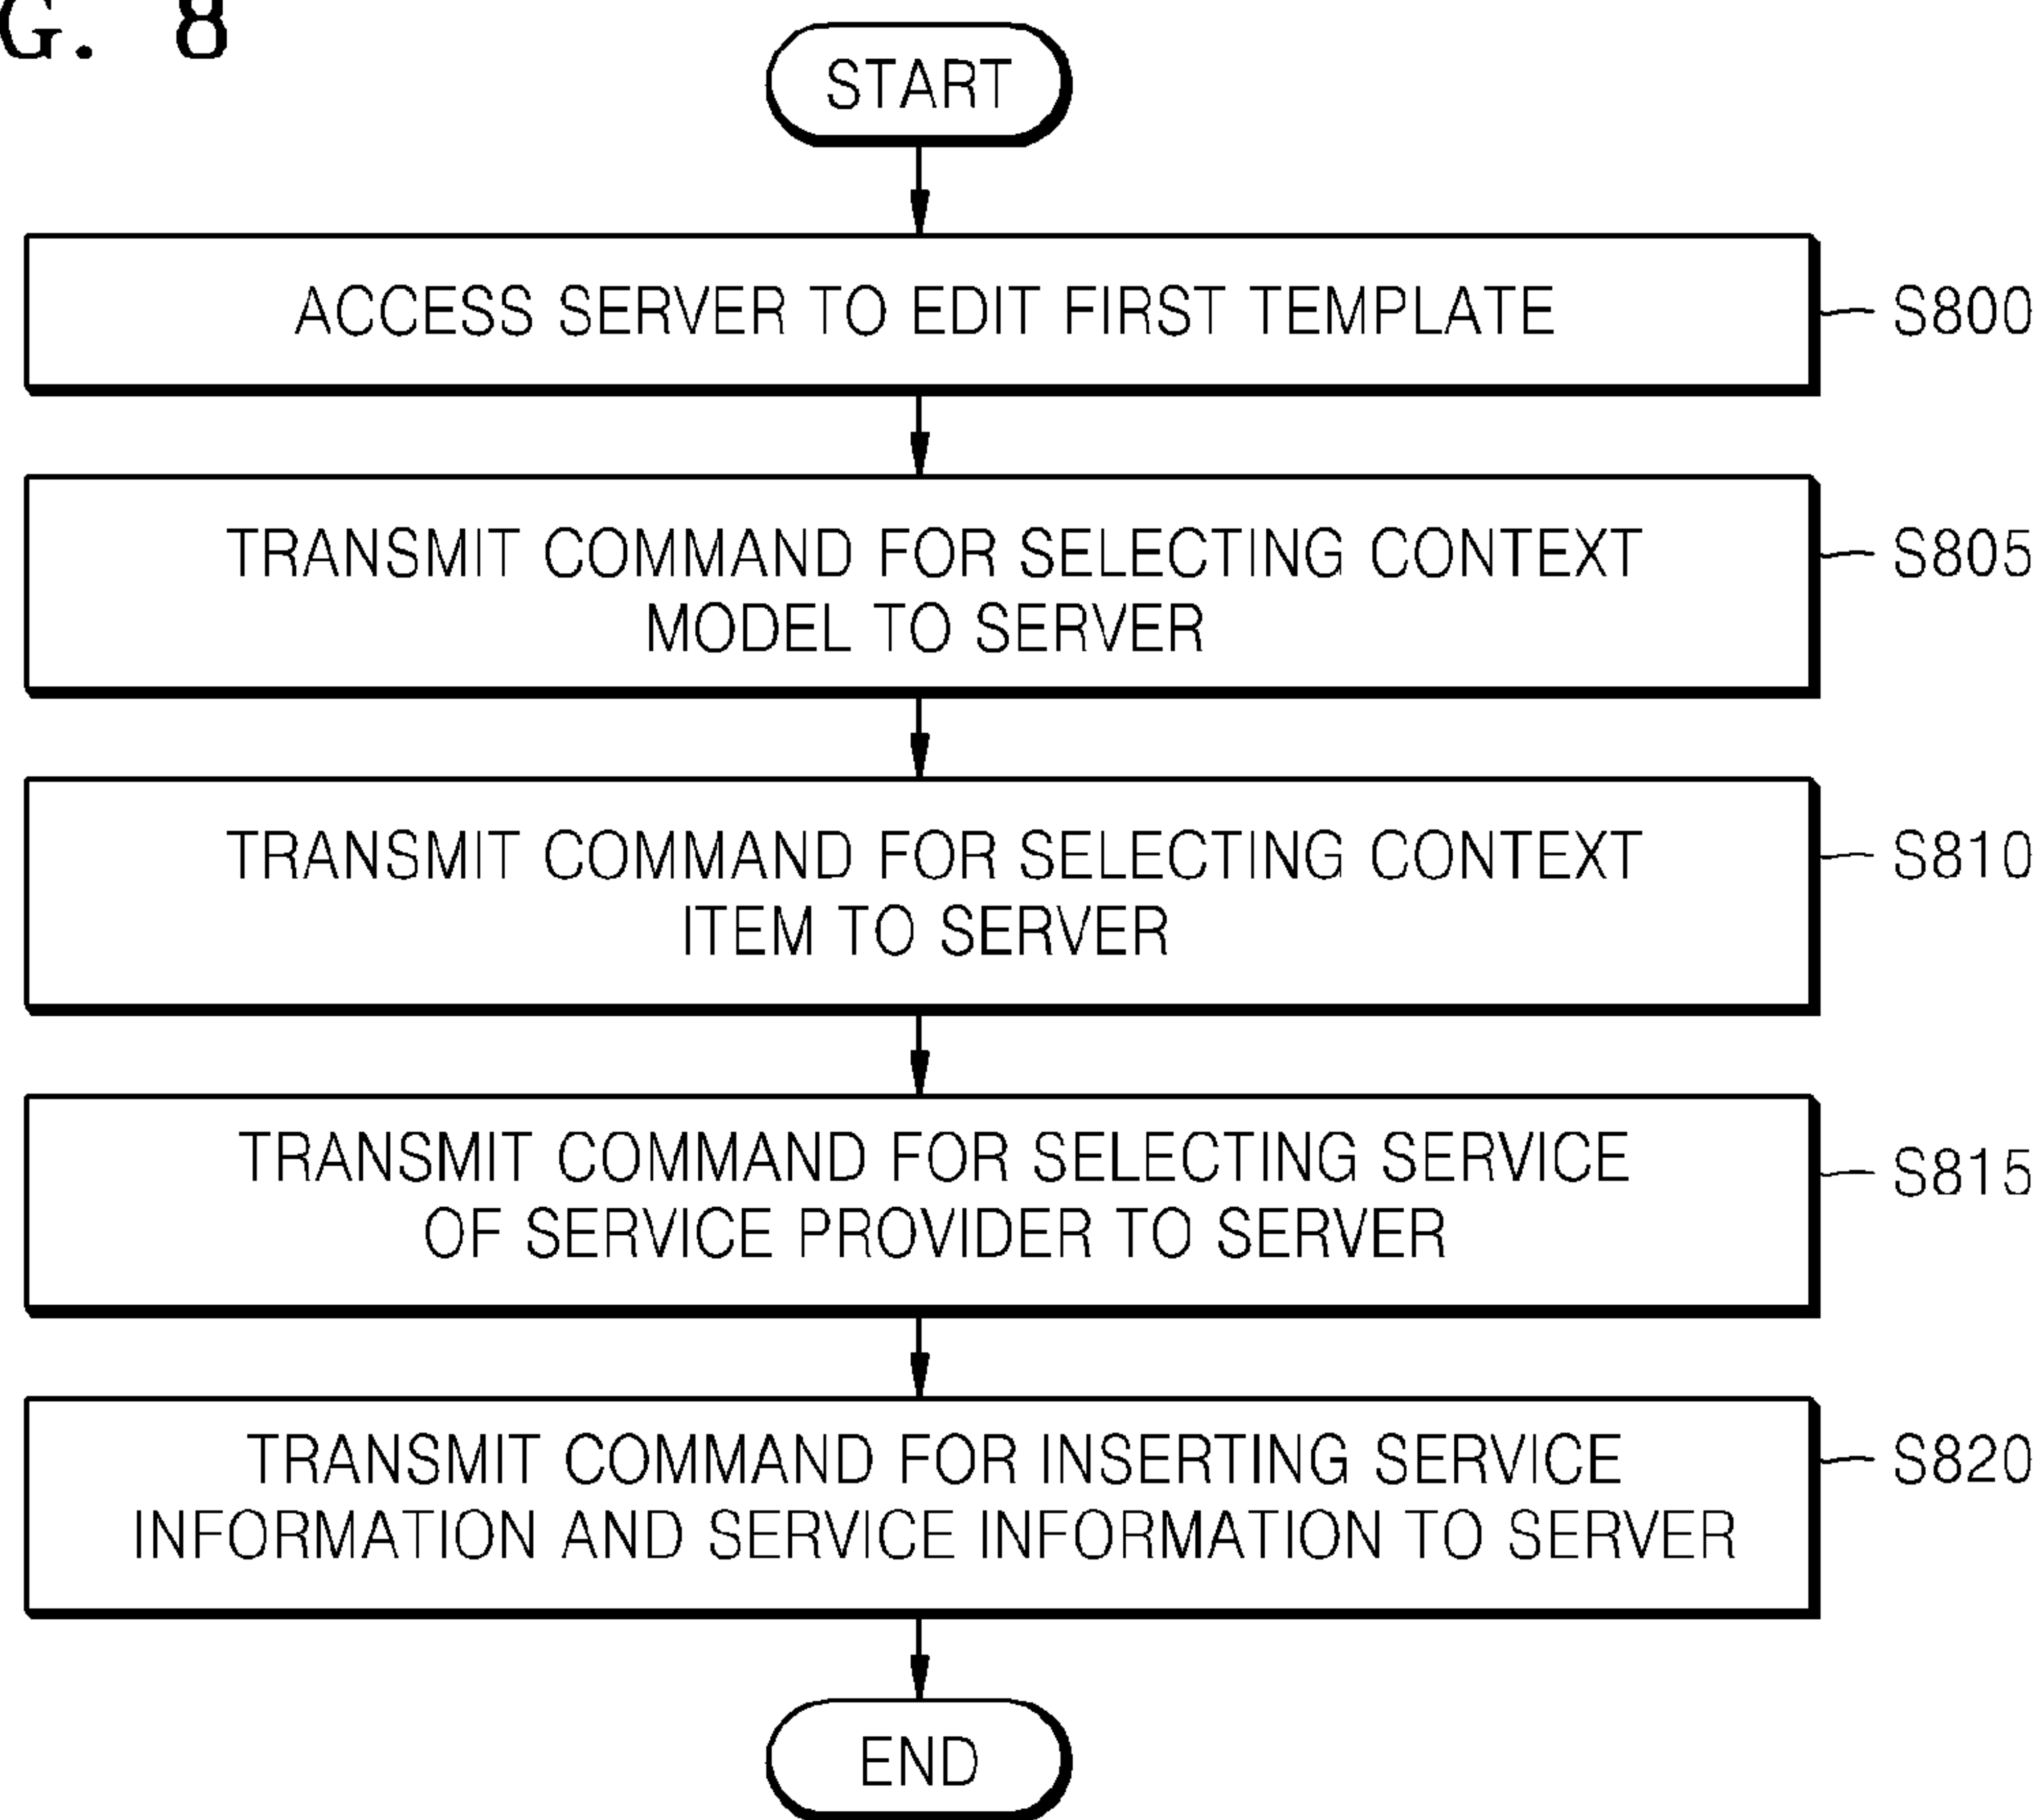 G. 8
START
ACCESS SERVER TO EDIT FIRST TEMPLATE
S800
TRANSMIT COMMAND FOR SELECTING CONTEXT
MODEL TO SERVER
S805
TRANSMIT COMMAND FOR SELECTING CONTEXT
ITEM TO SERVER
S810
TRANSMIT COMMAND FOR SELECTING SERVICE
OF SERVICE PROVIDER TO SERVER
S815
TRANSMIT COMMAND FOR INSERTING SERVICE
INFORMATION AND SERVICE INFORMATION TO SERVER
S820
END